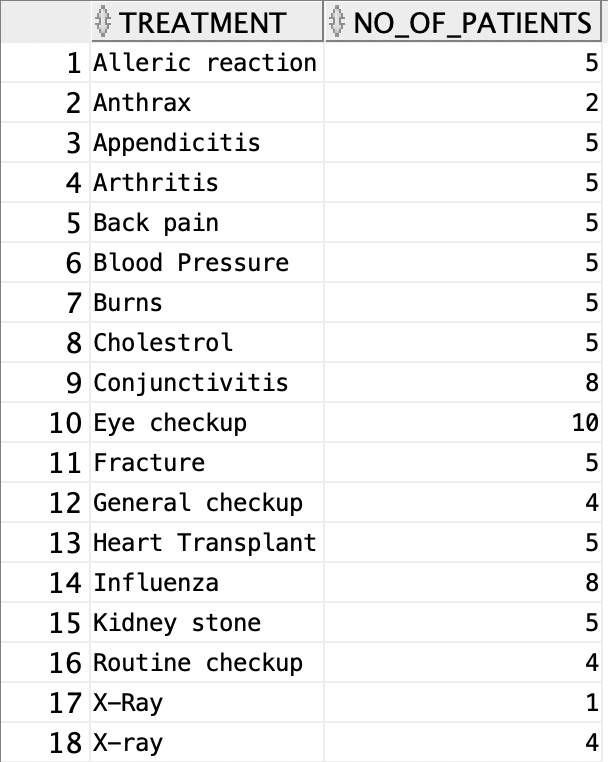 TREATMENT NO_OF_PATIENTS
1 Alleric reaction 5
2 Anthrax 2
3 Appendicitis 5
4 Arthritis 5
5 Back pain 5
6 Blood Pressure 5
7 Burns 5
8 Cholestrol 5
9 Conjunctivitis 8
10 Eye checkup 10
11 Fracture 5
12 General checkup 4
13 Heart Transplant 5
14 Influenza 8
15 Kidney stone 5
16 Routine checkup 4
17 X-Ray 1
18 X-ray 4